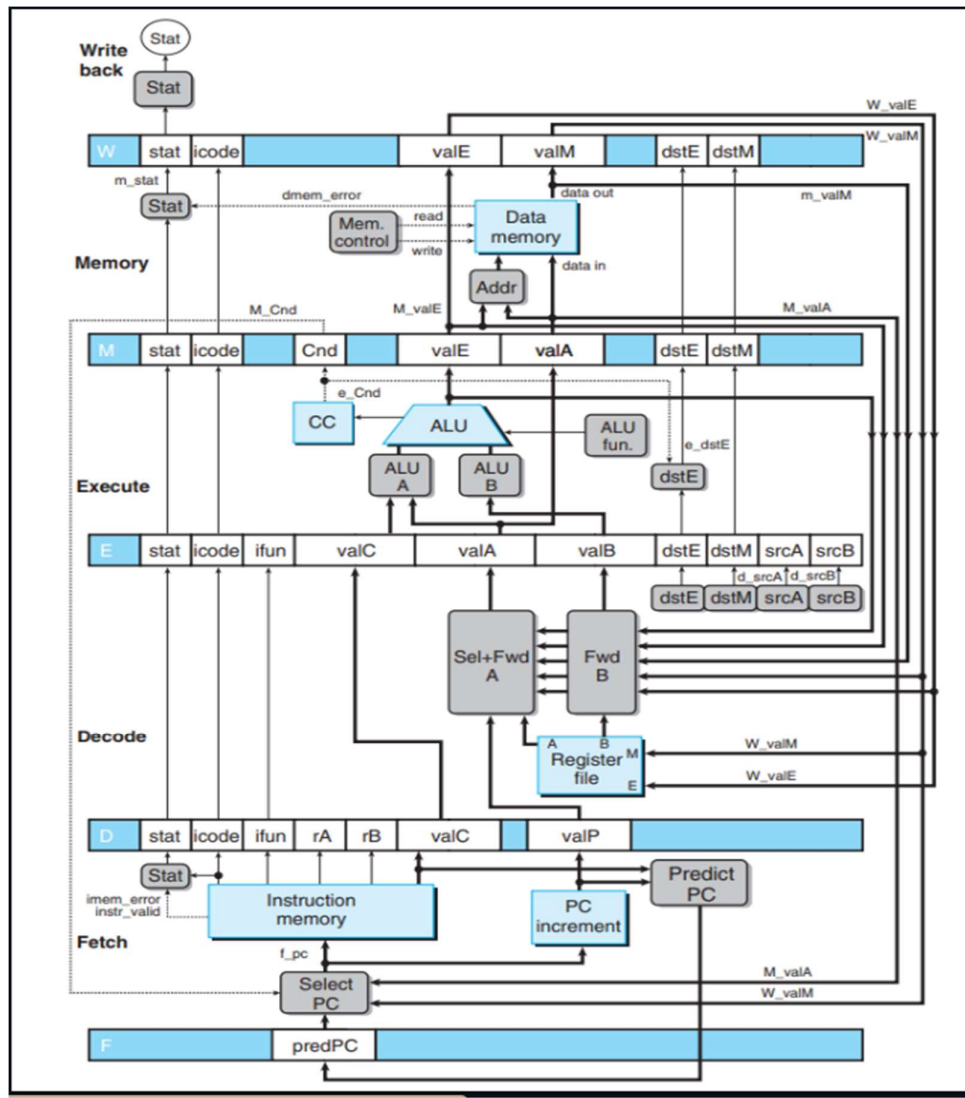 Stat
Write
back
Stat
W_valE
W_valM
W stat icode valE valM dstE dstM
m_stat
Stat
dmem_error
data out
m_valM
Mem.
control
read
write
Data
memory
Memory
data in
Addr
M_Cnd
M_valE
M_valA
M stat icode Cnd valE valA dstE dstM
e_Cnd
CC
ALU
ALU
fun.
e_dstE
ALU
A
ALU
B
dstE
Execute
E stat icode ifun valC valA valB dstE dstM srcA srcB
d_srcA d_srcB
dstE dstM srcA srcB
Sel+Fwd
A
Fwd
B
Decode
A B
Register
file
M
E
W_valM
W_valE
D stat icode ifun rA rB valC valP
Stat
Predict
PC
imem_error
instr_valid
Instruction
memory
PC
increment
Fetch
f_pc
Select
PC
M_valA
W_valM
F predPC